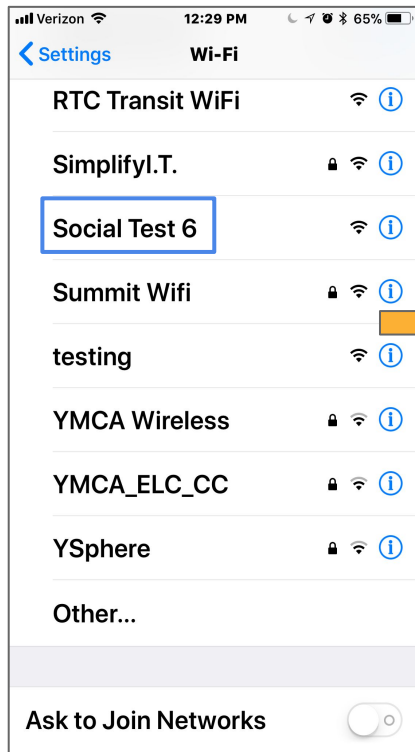 Verizon 12:29 PM 65%
Settings Wi-Fi
RTC Transit WiFi
SimplifyI.T.
Social Test 6
Summit Wifi
testing
YMCA Wireless
YMCA_ELC_CC
YSphere
Other...
Ask to Join Networks